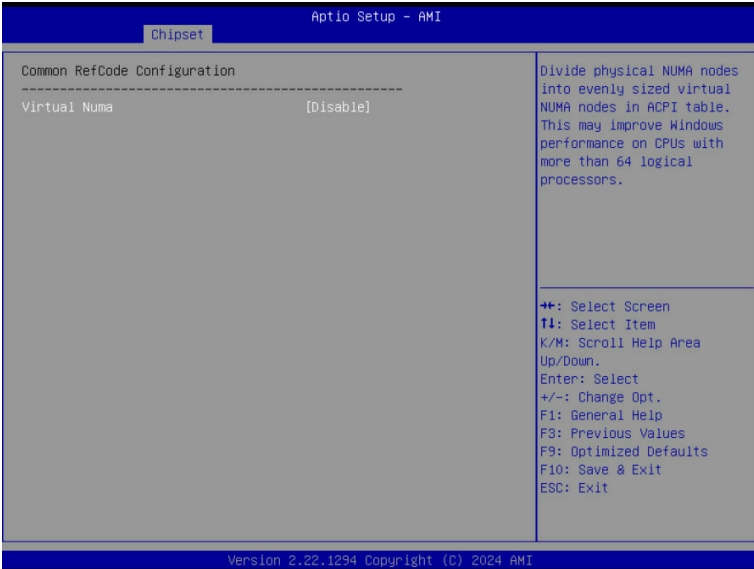 Aptio Setup – AMI
Chipset
Common RefCode Configuration
--------------------------------------------------
Virtual Numa [Disable]
Divide physical NUMA nodes
into evenly sized virtual
NUMA nodes in ACPI table.
This may improve Windows
performance on CPUs with
more than 64 logical
processors.
→←: Select Screen
↑↓: Select Item
K/M: Scroll Help Area
Up/Down.
Enter: Select
+/-: Change Opt.
F1: General Help
F3: Previous Values
F9: Optimized Defaults
F10: Save & Exit
ESC: Exit
Version 2.22.1294 Copyright (C) 2024 AMI